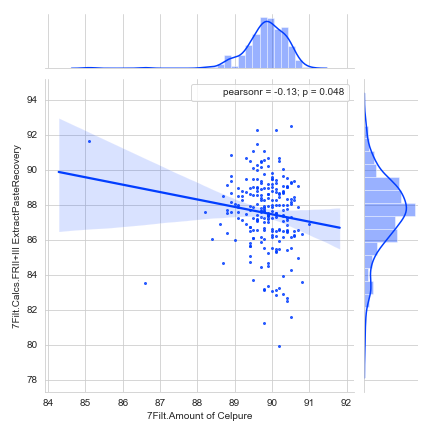 pearsonr = -0.13; p = 0.048
94
92
90
88
86
84
82
80
78
7Filt.Calcs.FRII+III ExtractPasteRecovery
84 85 86 87 88 89 90 91 92
7Filt.Amount of Celpure